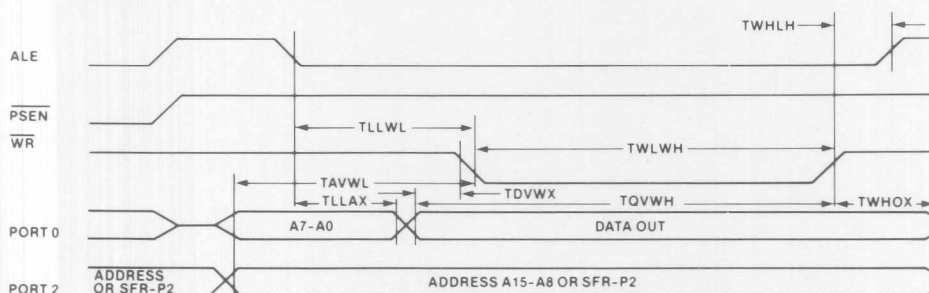 TWHLH
ALE
PSEN
TLLWL
WR
TWLWH
TAVWL
TDVWX
TLLAX
TQVWH
TWHOX
PORT 0
A7-A0
DATA OUT
ADDRESS
OR SFR-P2
ADDRESS A15-A8 OR SFR-P2
PORT 2